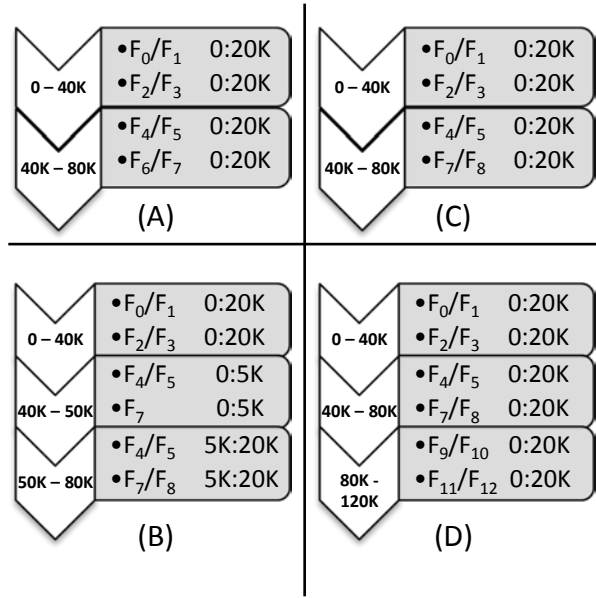 0 – 40K
•F₀/F₁ 0:20K
•F₂/F₃ 0:20K
40K – 80K
•F₄/F₅ 0:20K
•F₆/F₇ 0:20K
(A)
0 – 40K
•F₀/F₁ 0:20K
•F₂/F₃ 0:20K
40K – 80K
•F₄/F₅ 0:20K
•F₇/F₈ 0:20K
(C)
0 – 40K
•F₀/F₁ 0:20K
•F₂/F₃ 0:20K
40K – 50K
•F₄/F₅ 0:5K
•F₇ 0:5K
50K – 80K
•F₄/F₅ 5K:20K
•F₇/F₈ 5K:20K
(B)
0 – 40K
•F₀/F₁ 0:20K
•F₂/F₃ 0:20K
40K – 80K
•F₄/F₅ 0:20K
•F₇/F₈ 0:20K
80K -
120K
•F₉/F₁₀ 0:20K
•F₁₁/F₁₂ 0:20K
(D)